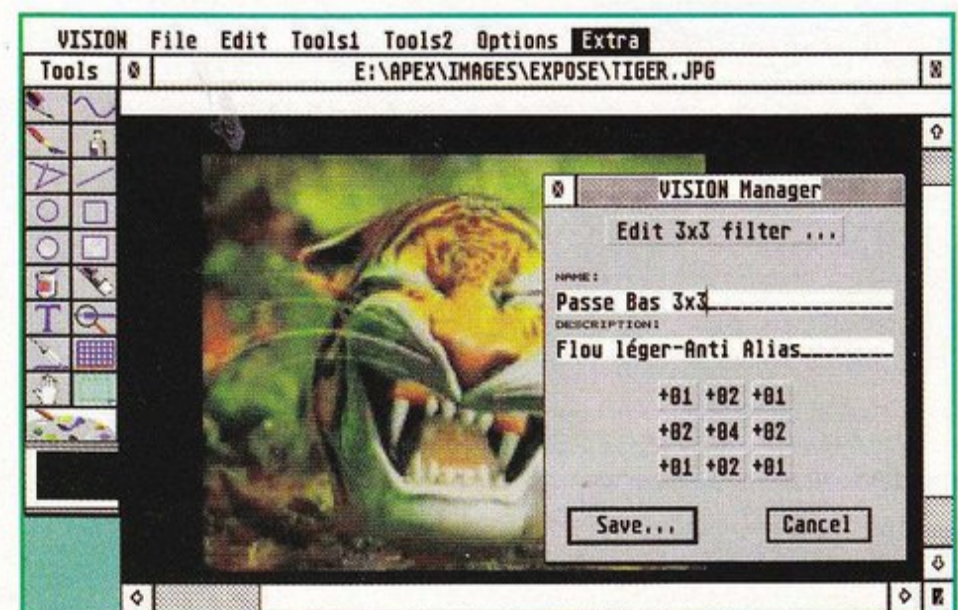 VISION File Edit Tools1 Tools2 Options Extra
Tools
E:\APEX\IMAGES\EXPOSE\TIGER.JPG
VISION Manager
Edit 3x3 filter ...
NAME:
Passe Bas 3x3
DESCRIPTION:
Flou léger-Anti Alias
+01 +02 +01
+02 +04 +02
+01 +02 +01
Save...
Cancel